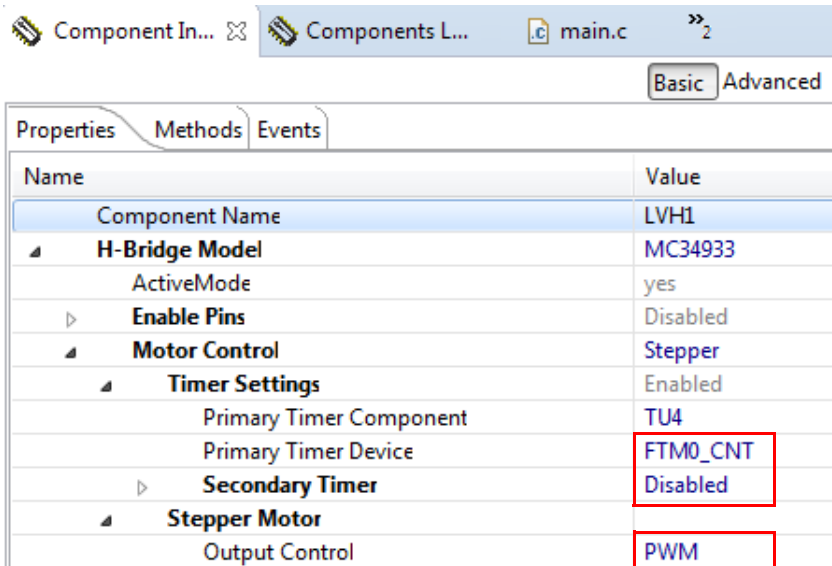 Component In... Components L... main.c »2
Basic Advanced
Properties Methods Events
Name Value
Component Name LVH1
H-Bridge Model MC34933
ActiveMode yes
Enable Pins Disabled
Motor Control Stepper
Timer Settings Enabled
Primary Timer Component TU4
Primary Timer Device FTM0_CNT
Secondary Timer Disabled
Stepper Motor
Output Control PWM